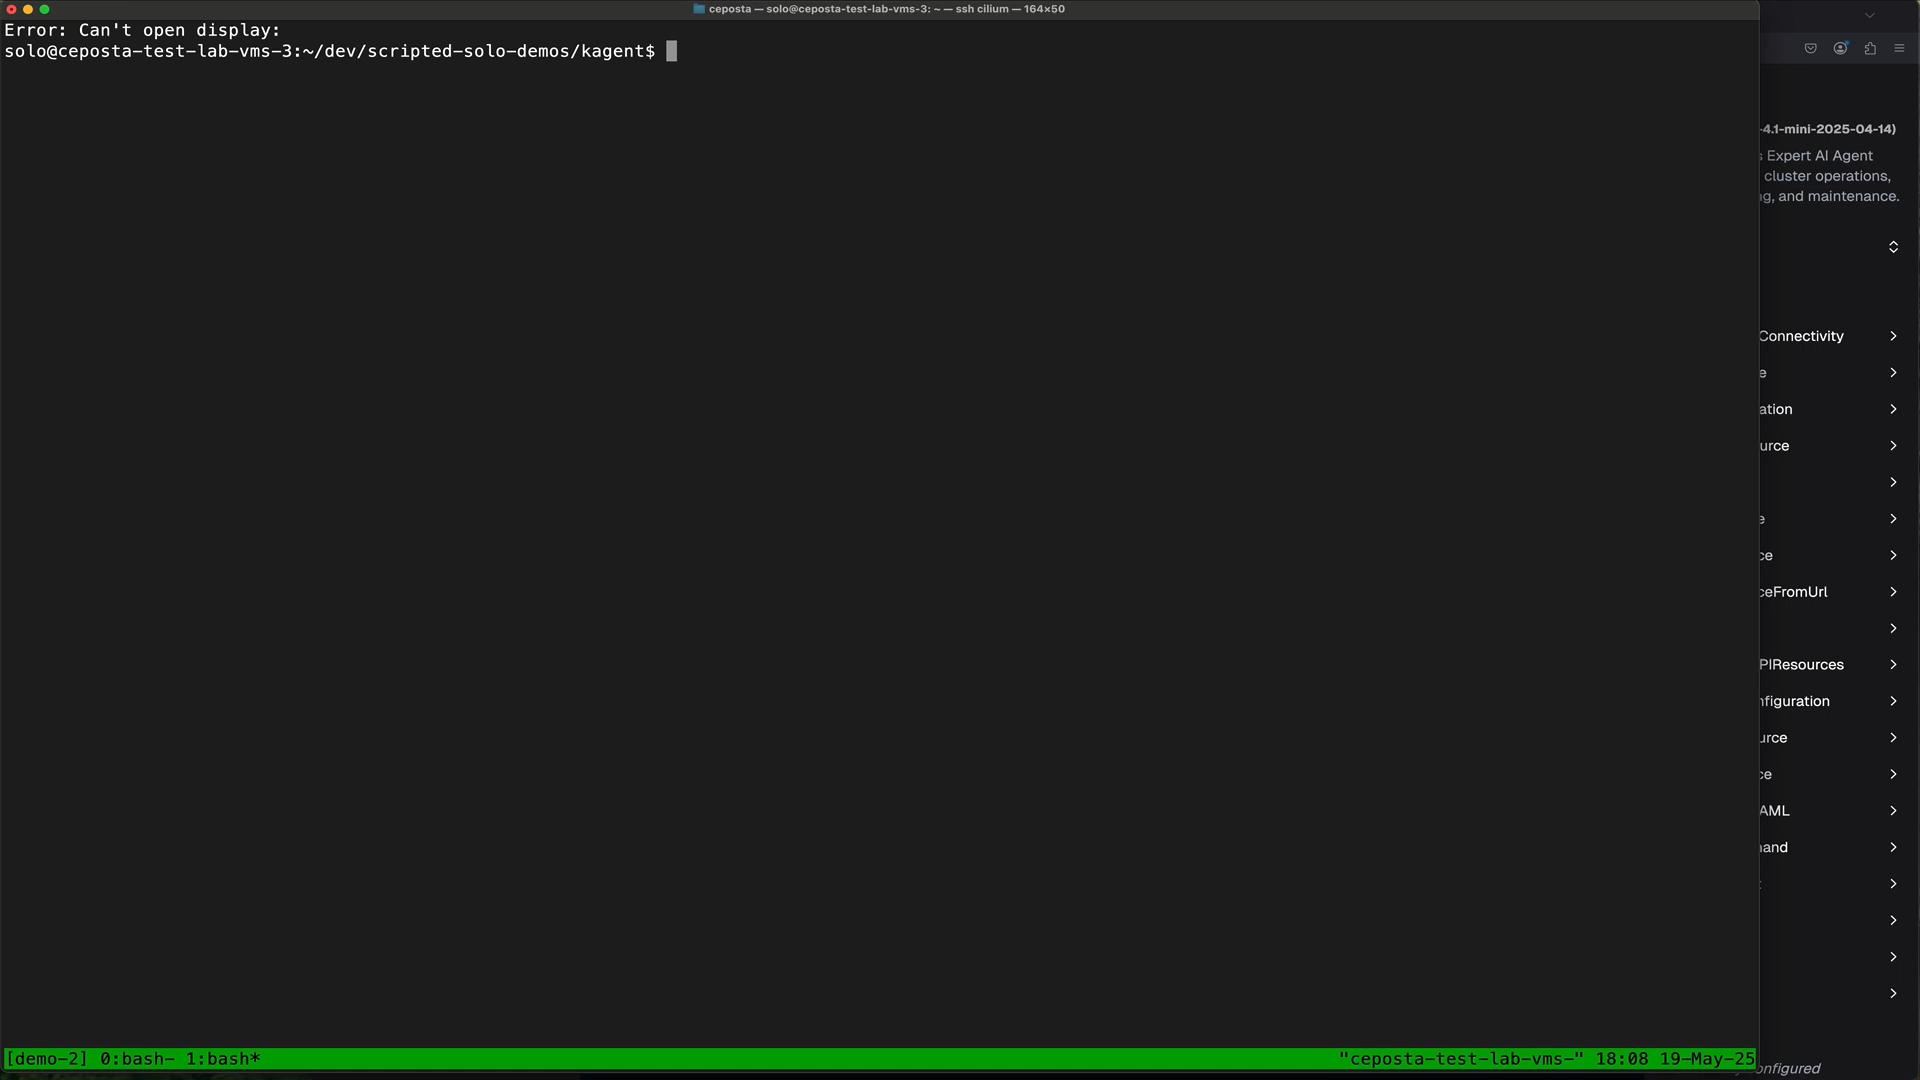 ceposta — solo@ceposta-test-lab-vms-3: ~ — ssh cilium — 164×50
Error: Can't open display:
solo@ceposta-test-lab-vms-3:~/dev/scripted-solo-demos/kagent$
-4.1-mini-2025-04-14)
s Expert AI Agent
cluster operations,
g, and maintenance.
Connectivity
e
ation
urce
e
ce
ceFromUrl
PIResources
nfiguration
urce
ce
AML
and
[demo-2] 0:bash- 1:bash*
"ceposta-test-lab-vms-" 18:08 19-May-25
onfigured